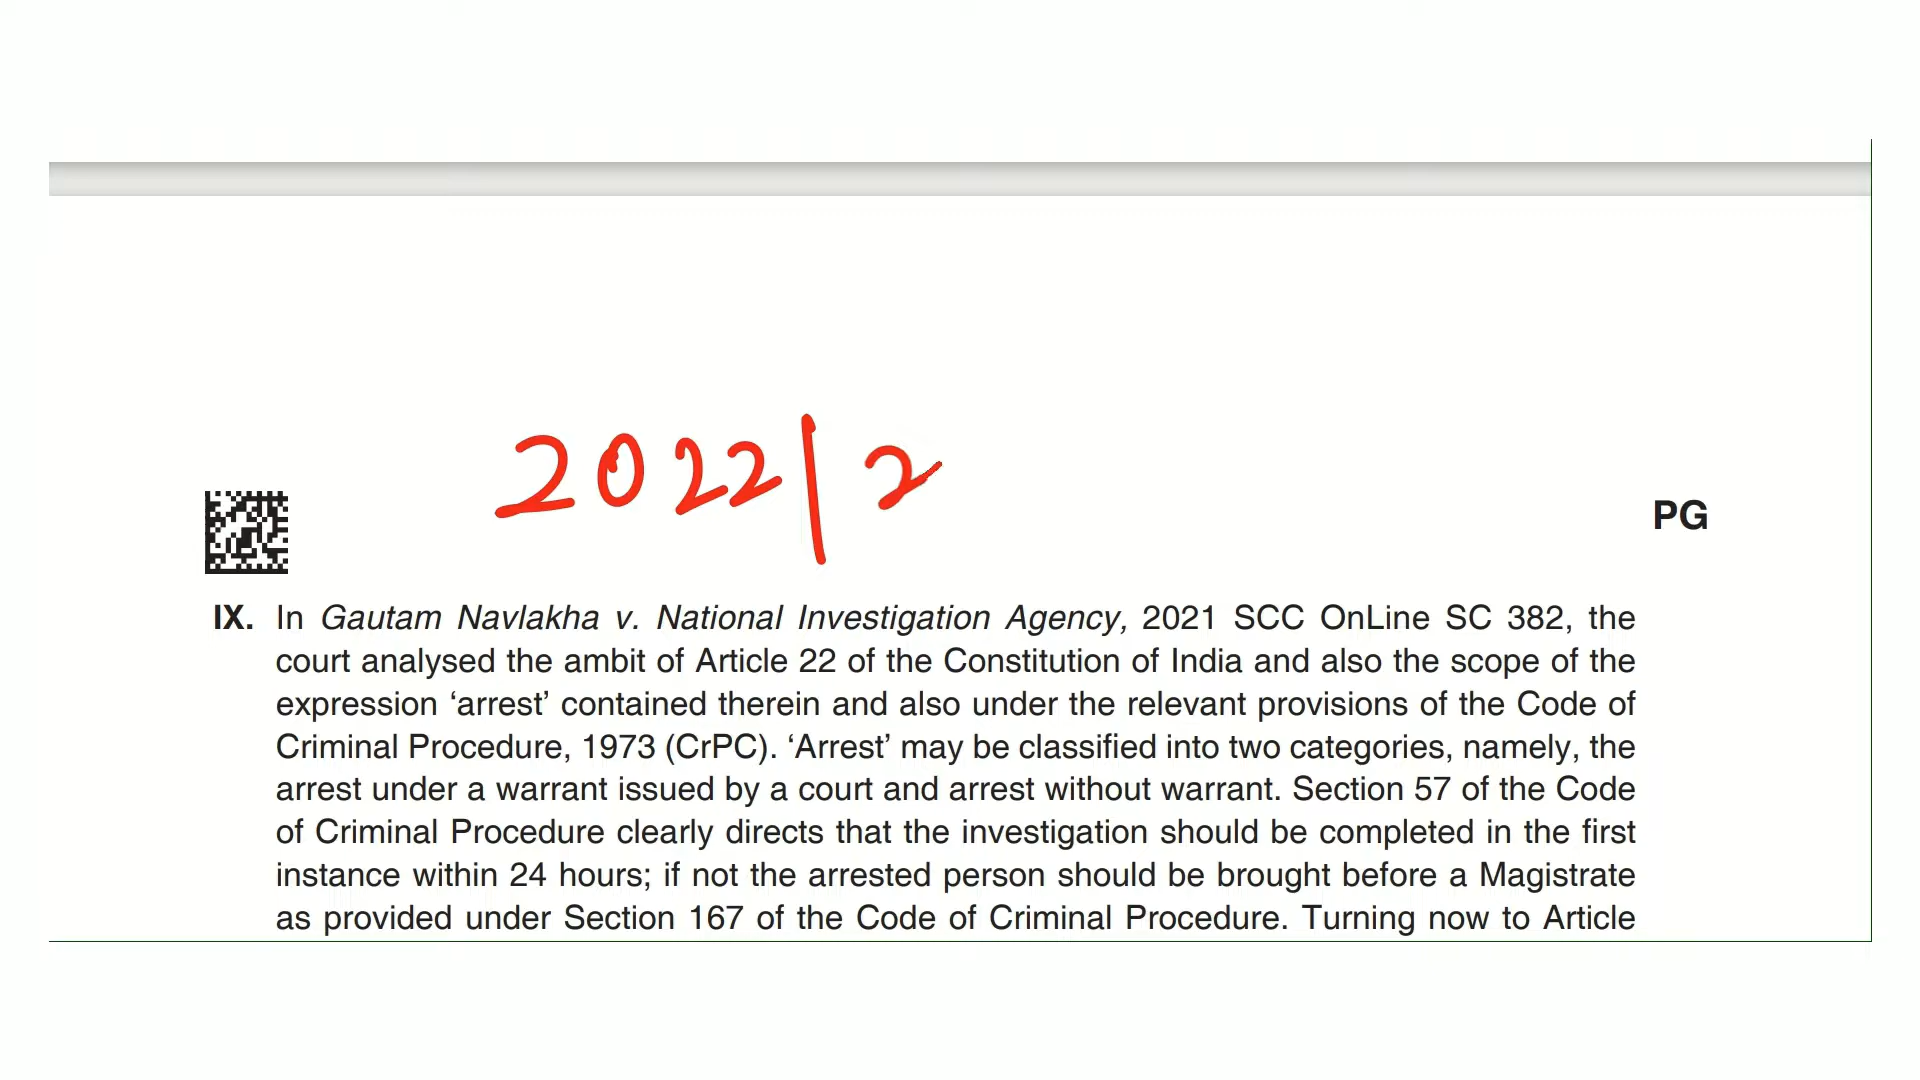 2022/2
PG
IX. In Gautam Navlakha v. National Investigation Agency, 2021 SCC OnLine SC 382, the
court analysed the ambit of Article 22 of the Constitution of India and also the scope of the
expression ‘arrest’ contained therein and also under the relevant provisions of the Code of
Criminal Procedure, 1973 (CrPC). ‘Arrest’ may be classified into two categories, namely, the
arrest under a warrant issued by a court and arrest without warrant. Section 57 of the Code
of Criminal Procedure clearly directs that the investigation should be completed in the first
instance within 24 hours; if not the arrested person should be brought before a Magistrate
as provided under Section 167 of the Code of Criminal Procedure. Turning now to Article